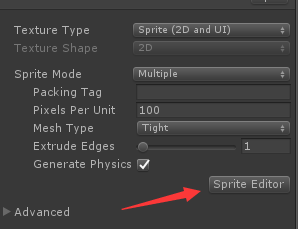 Texture Type Sprite (2D and UI)
Texture Shape 2D
Sprite Mode Multiple
Packing Tag
Pixels Per Unit 100
Mesh Type Tight
Extrude Edges 1
Generate Physics
Sprite Editor
Advanced